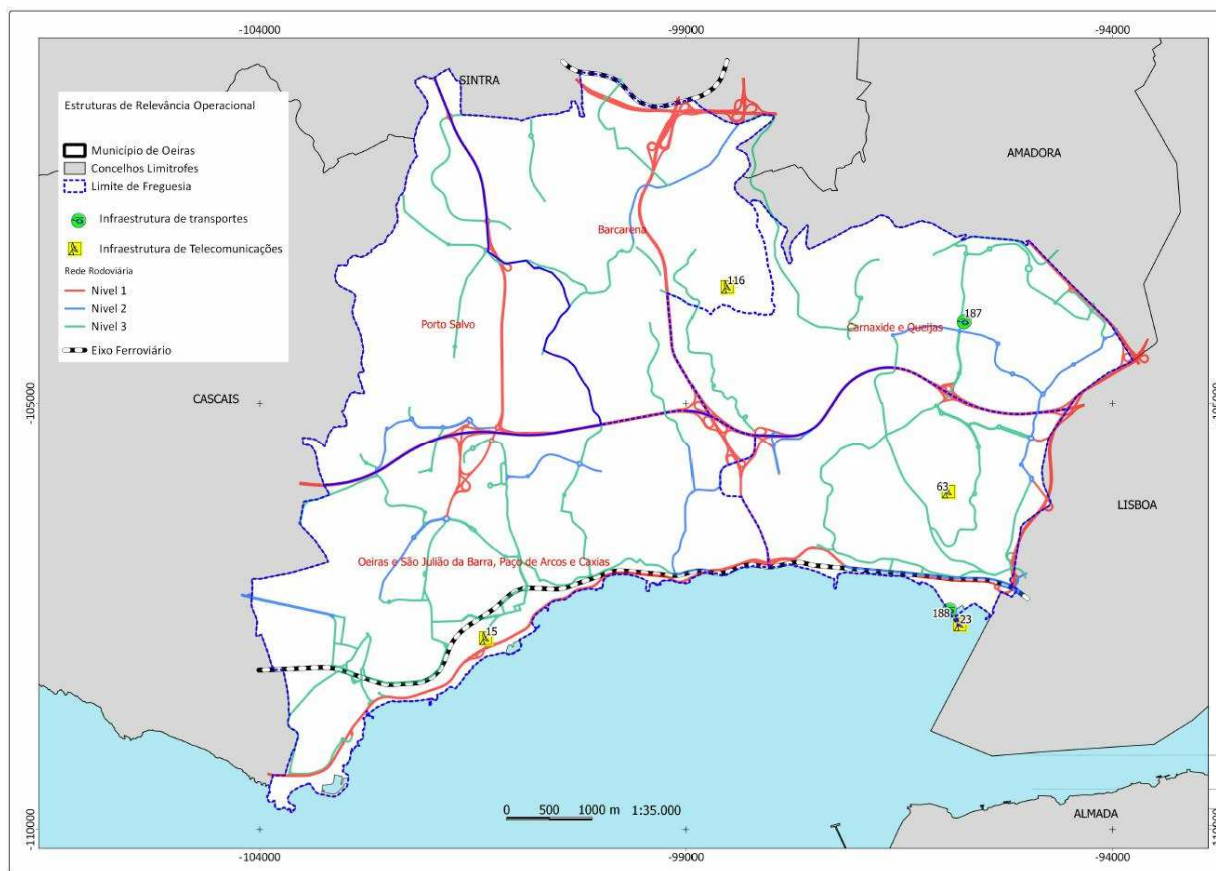 -104000
-99000
-94000
SINTRA
Estruturas de Relevância Operacional
Município de Oeiras
Concelhos Limitrofes
Limite de Freguesia
Infraestrutura de transportes
Infraestrutura de Telecomunicações
Rede Rodoviária
Nivel 1
Nivel 2
Nivel 3
Eixo Ferroviário
AMADORA
Barcarena
116
187
Porto Salvo
Carnaxide e Queijas
CASCAIS
-105000
63
LISBOA
Oeiras e São Julião da Barra, Paço de Arcos e Caxias
188
23
15
0 500 1000 m 1:35.000
ALMADA
-110000
-104000
-99000
-94000